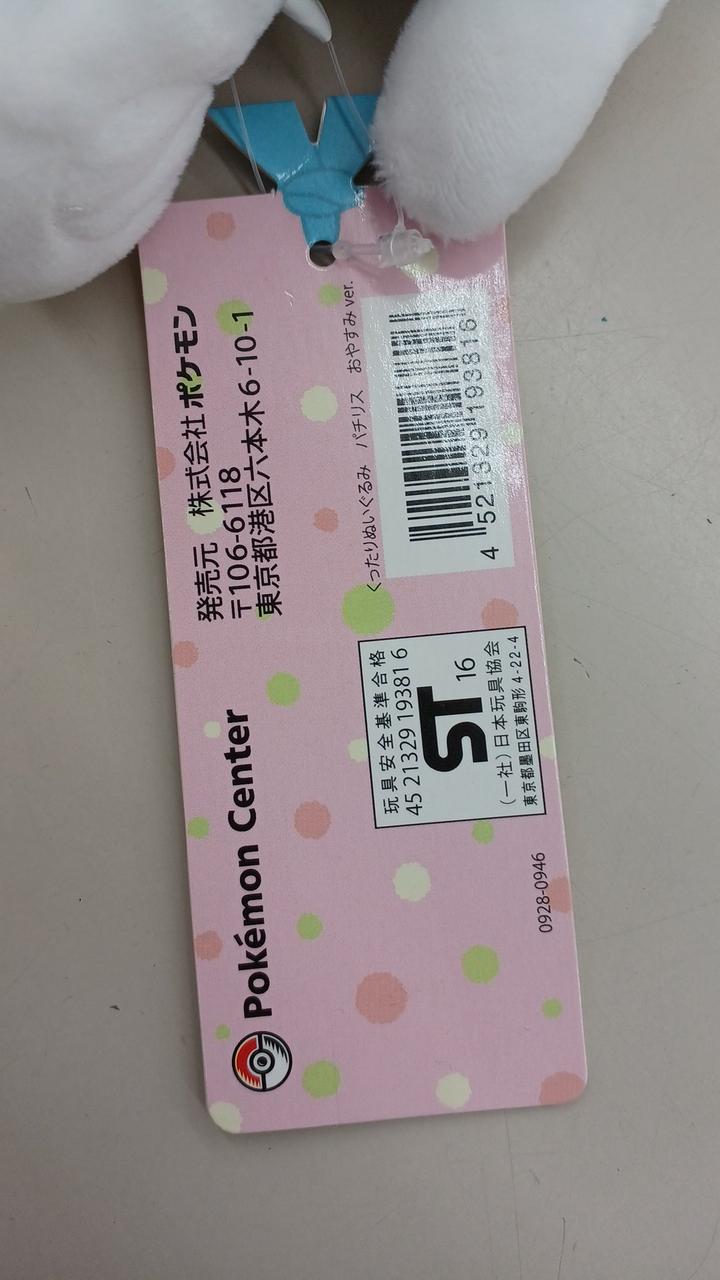 Pokémon Center
発売元 株式会社 ポケモン
〒106-6118
東京都港区六本木6-10-1
くったりぬいぐるみ パチリス おやすみ ver.
4 521329 193816
玩具安全基準合格
45 21329 19381 6
ST 16
(一社)日本玩具協会
東京都墨田区東駒形 4-22-4
0928-0946